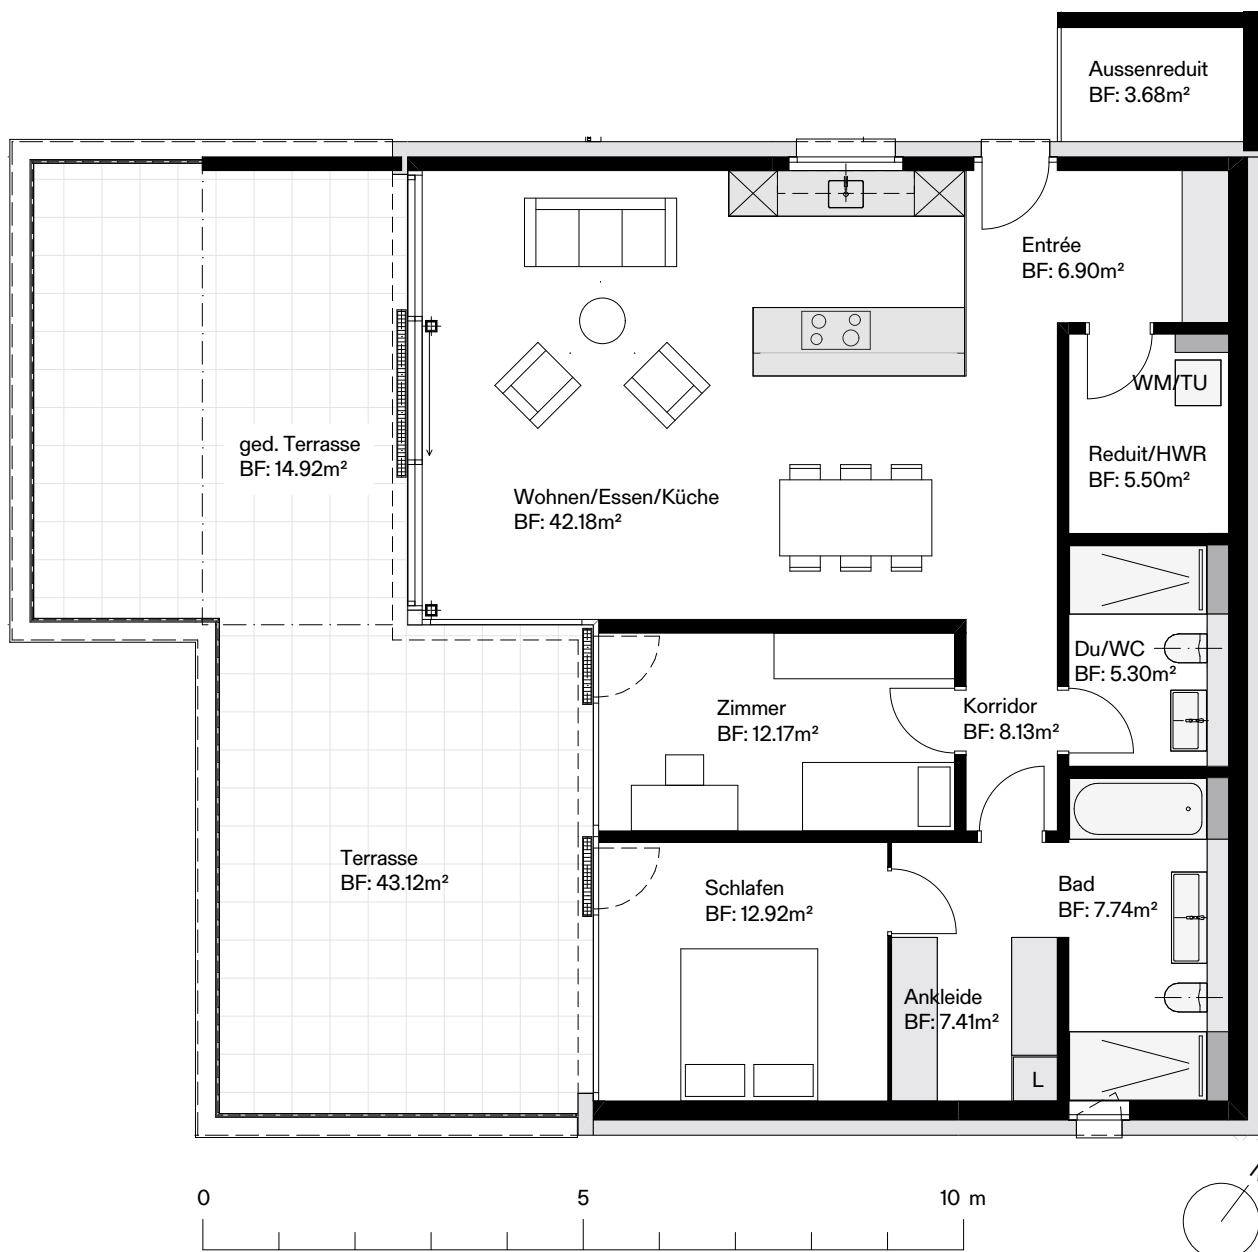 Aussenreduit
BF: 3.68m²
Entrée
BF: 6.90m²
WM/TU
ged. Terrasse
BF: 14.92m²
Reduit/HWR
BF: 5.50m²
Wohnen/Essen/Küche
BF: 42.18m²
Du/WC
BF: 5.30m²
Zimmer
BF: 12.17m²
Korridor
BF: 8.13m²
Terrasse
BF: 43.12m²
Schlafen
BF: 12.92m²
Bad
BF: 7.74m²
Ankleide
BF: 7.41m²
L
0 5 10 m